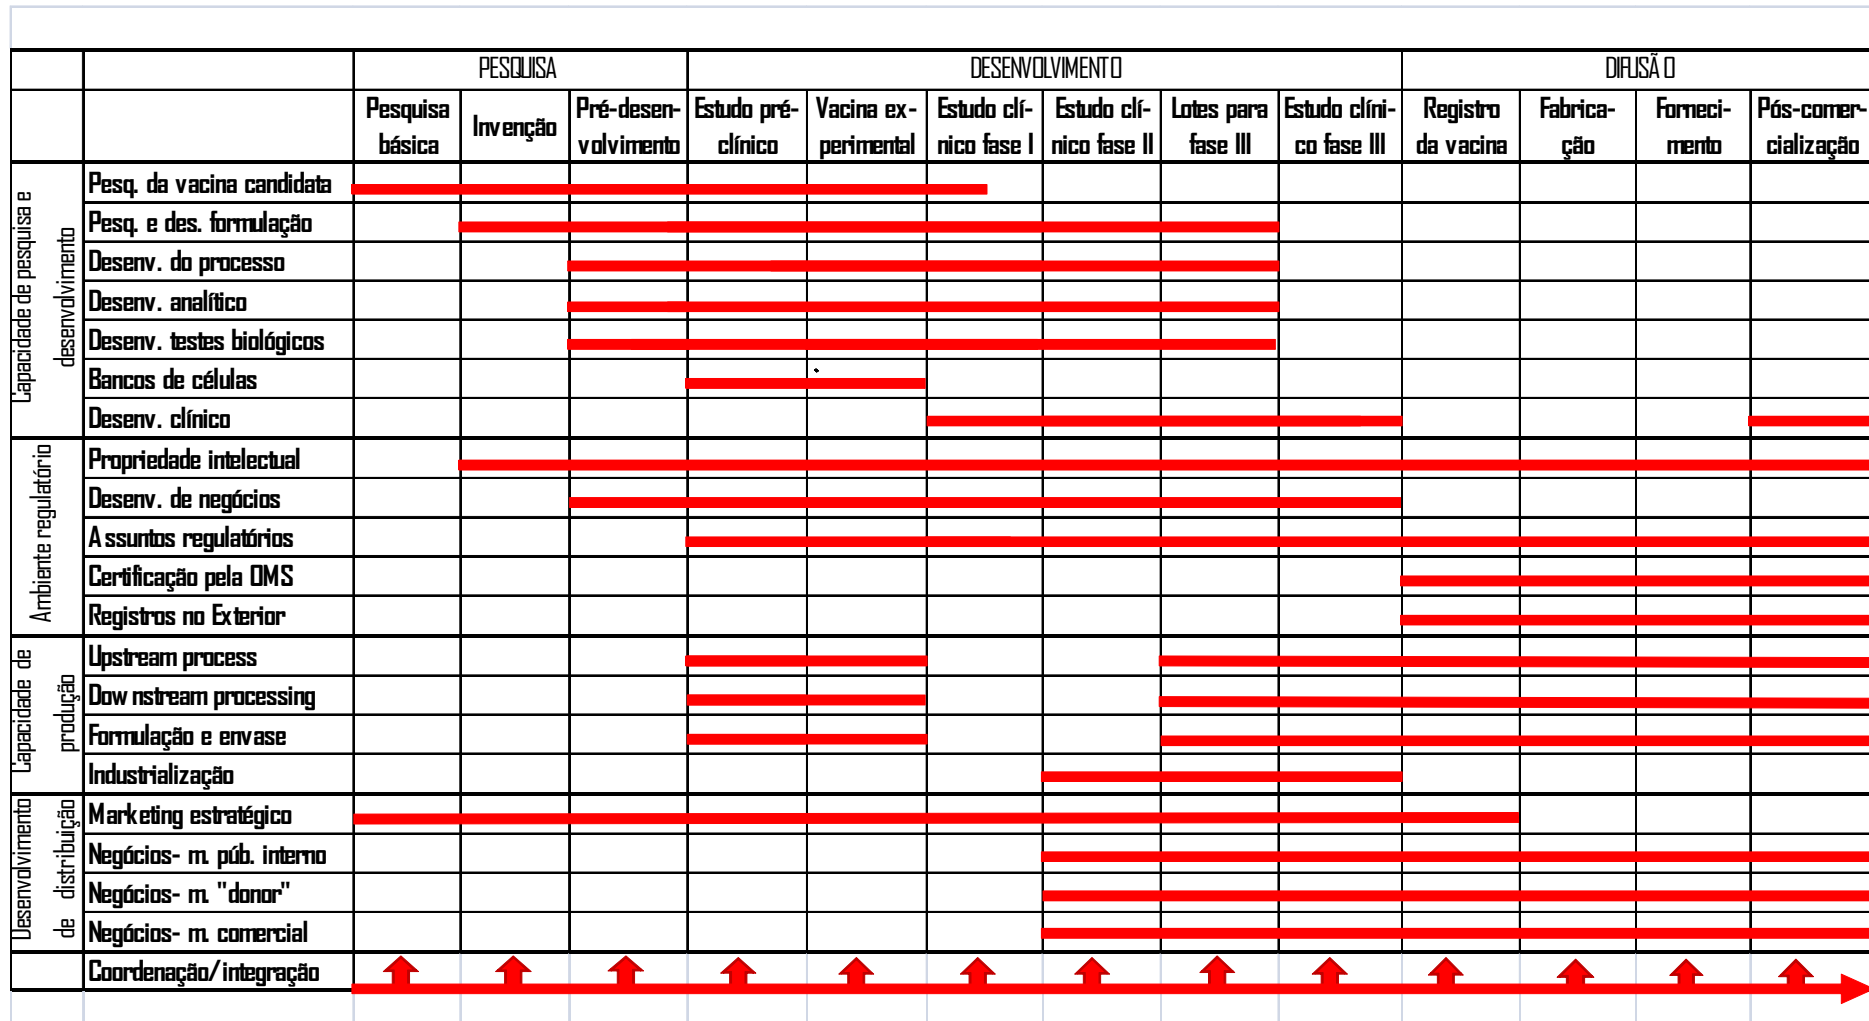 PESQUISA DESENVOLVIMENTO DIFUSÃO
Pesquisa básica
Invenção
Pré-desen-
volvimento
Estudo pré-
clínico
Vacina ex-
perimental
Estudo clí-
nico fase I
Estudo clí-
nico fase II
Lotes para
fase III
Estudo clíni-
co fase III
Registro
da vacina
Fabrica-
ção
Forneci-
mento
Pós-comer-
cialização
Capacidade de pesquisa e
desenvolvimento
Pesq. da vacina candidata
Pesq. e des. formulação
Desenv. do processo
Desenv. analítico
Desenv. testes biológicos
Bancos de células
Desenv. clínico
Ambiente regulatório
Propriedade intelectual
Desenv. de negócios
Assuntos regulatórios
Certificação pela OMS
Registros no Exterior
Capacidade de
produção
Upstream process
Downstream processing
Formulação e envase
Industrialização
Desenvolvimento
de distribuição
Marketing estratégico
Negócios- m. púb. interno
Negócios- m. "donor"
Negócios- m. comercial
Coordenação/integração